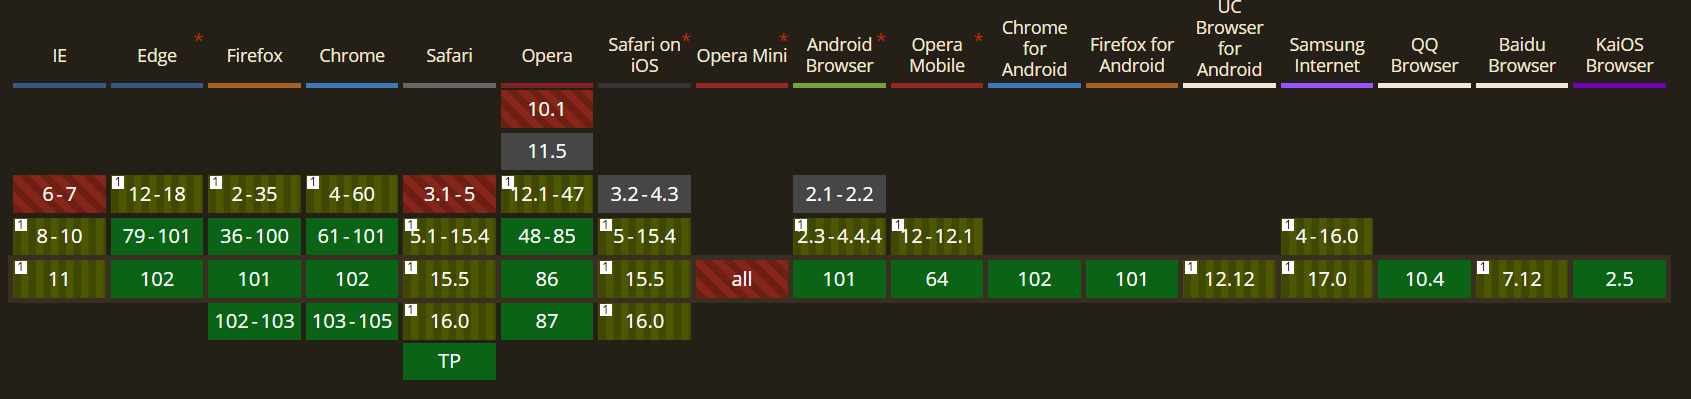 IE
Edge *
Firefox
Chrome
Safari
Opera
Safari on *
iOS
Opera Mini *
Android *
Browser
Opera *
Mobile
Chrome
for
Android
Firefox for
Android
UC
Browser
for
Android
Samsung
Internet
QQ
Browser
Baidu
Browser
KaiOS
Browser
10.1
11.5
6-7 1 12-18 1 2-35 1 4-60 3.1-5 1 12.1-47 3.2-4.3 2.1-2.2
1 8-10 79-101 36-100 61-101 1 5.1-15.4 48-85 1 5-15.4 1 2.3-4.4.4 1 12-12.1 1 4-16.0
1 11 102 101 102 1 15.5 86 1 15.5 all 101 64 102 101 1 12.12 1 17.0 10.4 1 7.12 2.5
102-103 103-105 1 16.0 87 1 16.0
TP